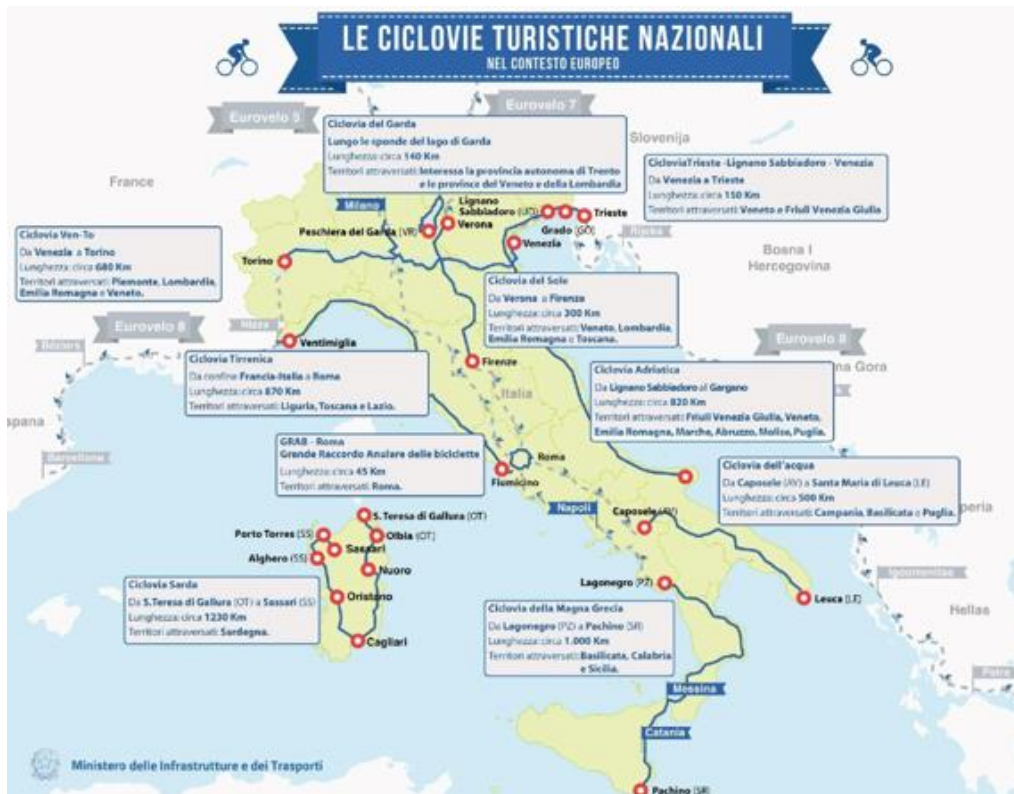 LE CICLOVIE TURISTICHE NAZIONALI
NEL CONTESTO EUROPEO
Eurovelo 5
Eurovelo 7
Slovenija
France
Ciclovia del Garda
Lungo le sponde del lago di Garda
Lunghezza: circa 140 Km
Territori attraversati: Interessa la provincia autonoma di Trento
e le province del Veneto e della Lombardia
CicloviaTrieste -Lignano Sabbiadoro - Venezia
Da Venezia a Trieste
Lunghezza: circa 150 Km
Territori attraversati: Veneto e Friuli Venezia Giulia
Milano
Lignano
Sabbiadoro (UD)
Trieste
Verona
Grado (GO)
Peschiera del Garda (VR)
Venezia
Rijeka
Bosna I
Hercegovina
Ciclovia Ven-To
Da Venezia a Torino
Lunghezza: circa 680 Km
Territori attraversati: Piemonte, Lombardia,
Emilia Romagna e Veneto.
Torino
Ciclovia del Sole
Da Verona a Firenze
Lunghezza: circa 300 Km
Territori attraversati: Veneto, Lombardia,
Emilia Romagna e Toscana.
Eurovelo 8
Eurovelo 8
Ventimiglia
Firenze
Italia
na Gora
spana
Ciclovia Tirrenica
Da confine Francia-Italia a Roma
Lunghezza: circa 870 Km
Territori attraversati: Liguria, Toscana e Lazio.
Ciclovia Adriatica
Da Lignano Sabbiadoro al Gargano
Lunghezza: circa 820 Km
Territori attraversati: Friuli Venezia Giulia, Veneto,
Emilia Romagna, Marche, Abruzzo, Molise, Puglia.
GRAB - Roma
Grande Raccordo Anulare delle biciclette
Lunghezza: circa 45 Km
Territori attraversati: Roma.
Roma
Fiumicino
Ciclovia dell'acqua
Da Caposele (AV) a Santa Maria di Leuca (LE)
Lunghezza: circa 500 Km
Territori attraversati: Campania, Basilicata e Puglia.
Napoli
Caposele (AV)
S. Teresa di Gallura (OT)
Porto Torres (SS)
Olbia (OT)
Sassari
Alghero (SS)
Nuoro
Oristano
Cagliari
Lagonegro (PZ)
Leuca (LE)
Igoumenitsa
Hellas
Ciclovia Sarda
Da S.Teresa di Gallura (OT) a Sassari (SS)
Lunghezza: circa 1230 Km
Territori attraversati: Sardegna.
Ciclovia della Magna Grecia
Da Lagonegro (PZ) a Pachino (SR)
Lunghezza: circa 1.000 Km
Territori attraversati: Basilicata, Calabria
e Sicilia.
Messina
Catania
Pachino (SR)
Ministero delle Infrastrutture e dei Trasporti